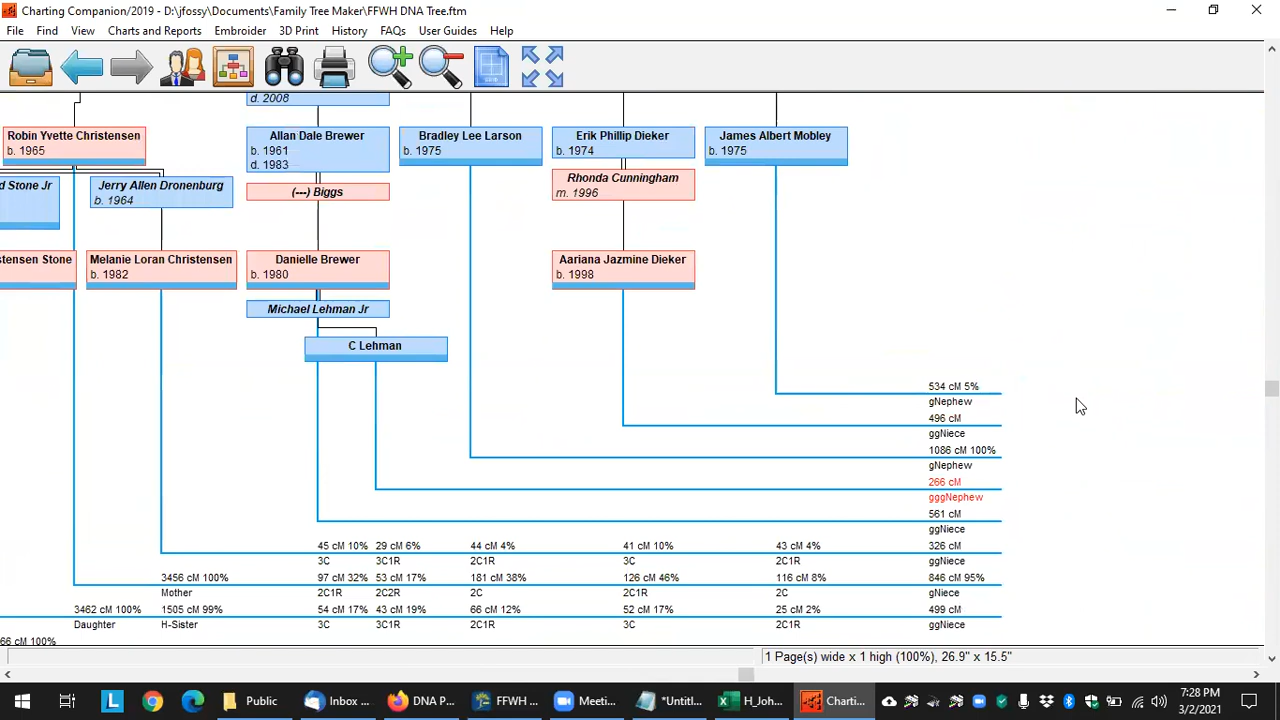 Charting Companion/2019 - D:\jfossy\Documents\Family Tree Maker\FFWH DNA Tree.ftm
File Find View Charts and Reports Embroider 3D Print History FAQs User Guides Help
d. 2008
Robin Yvette Christensen
b. 1965
Allan Dale Brewer
b. 1961
d. 1983
Bradley Lee Larson
b. 1975
Erik Phillip Dieker
b. 1974
James Albert Mobley
b. 1975
d Stone Jr
Jerry Allen Dronenburg
b. 1964
(---) Biggs
Rhonda Cunningham
m. 1996
stensen Stone
Melanie Loran Christensen
b. 1982
Danielle Brewer
b. 1980
Aariana Jazmine Dieker
b. 1998
Michael Lehman Jr
C Lehman
534 cM 5%
gNephew
496 cM
ggNiece
1086 cM 100%
gNephew
266 cM
gggNephew
561 cM
ggNiece
45 cM 10% 29 cM 6% 44 cM 4% 41 cM 10% 43 cM 4% 326 cM
3C 3C1R 2C1R 3C 2C1R ggNiece
3456 cM 100% 97 cM 32% 53 cM 17% 181 cM 38% 126 cM 46% 116 cM 8% 846 cM 95%
Mother 2C1R 2C2R 2C 2C1R 2C gNiece
3462 cM 100% 1505 cM 99% 54 cM 17% 43 cM 19% 66 cM 12% 52 cM 17% 25 cM 2% 499 cM
Daughter H-Sister 3C 3C1R 2C1R 3C 2C1R ggNiece
66 cM 100%
1 Page(s) wide x 1 high (100%), 26.9" x 15.5"
Public Inbox ... DNA P... FFWH ... Meeti... *Untitl... H_Joh... Charti...
7:28 PM
3/2/2021